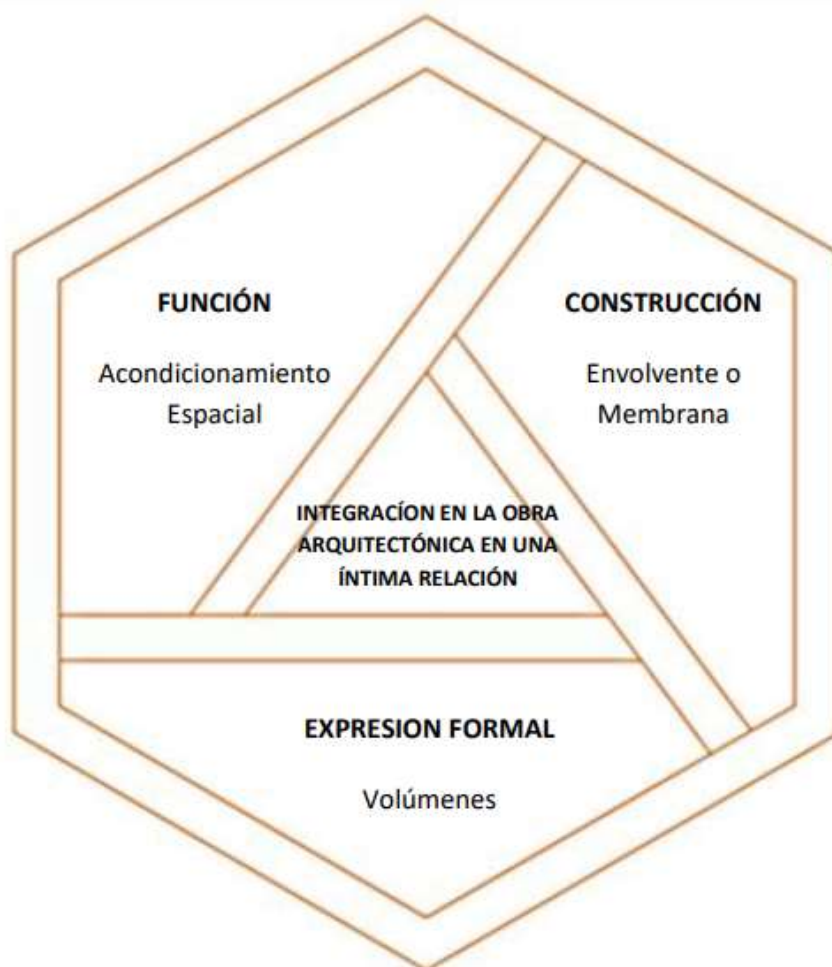 FUNCIÓN
Acondicionamiento
Espacial
CONSTRUCCIÓN
Envolvente o
Membrana
INTEGRACÍON EN LA OBRA
ARQUITECTÓNICA EN UNA
ÍNTIMA RELACIÓN
EXPRESION FORMAL
Volúmenes